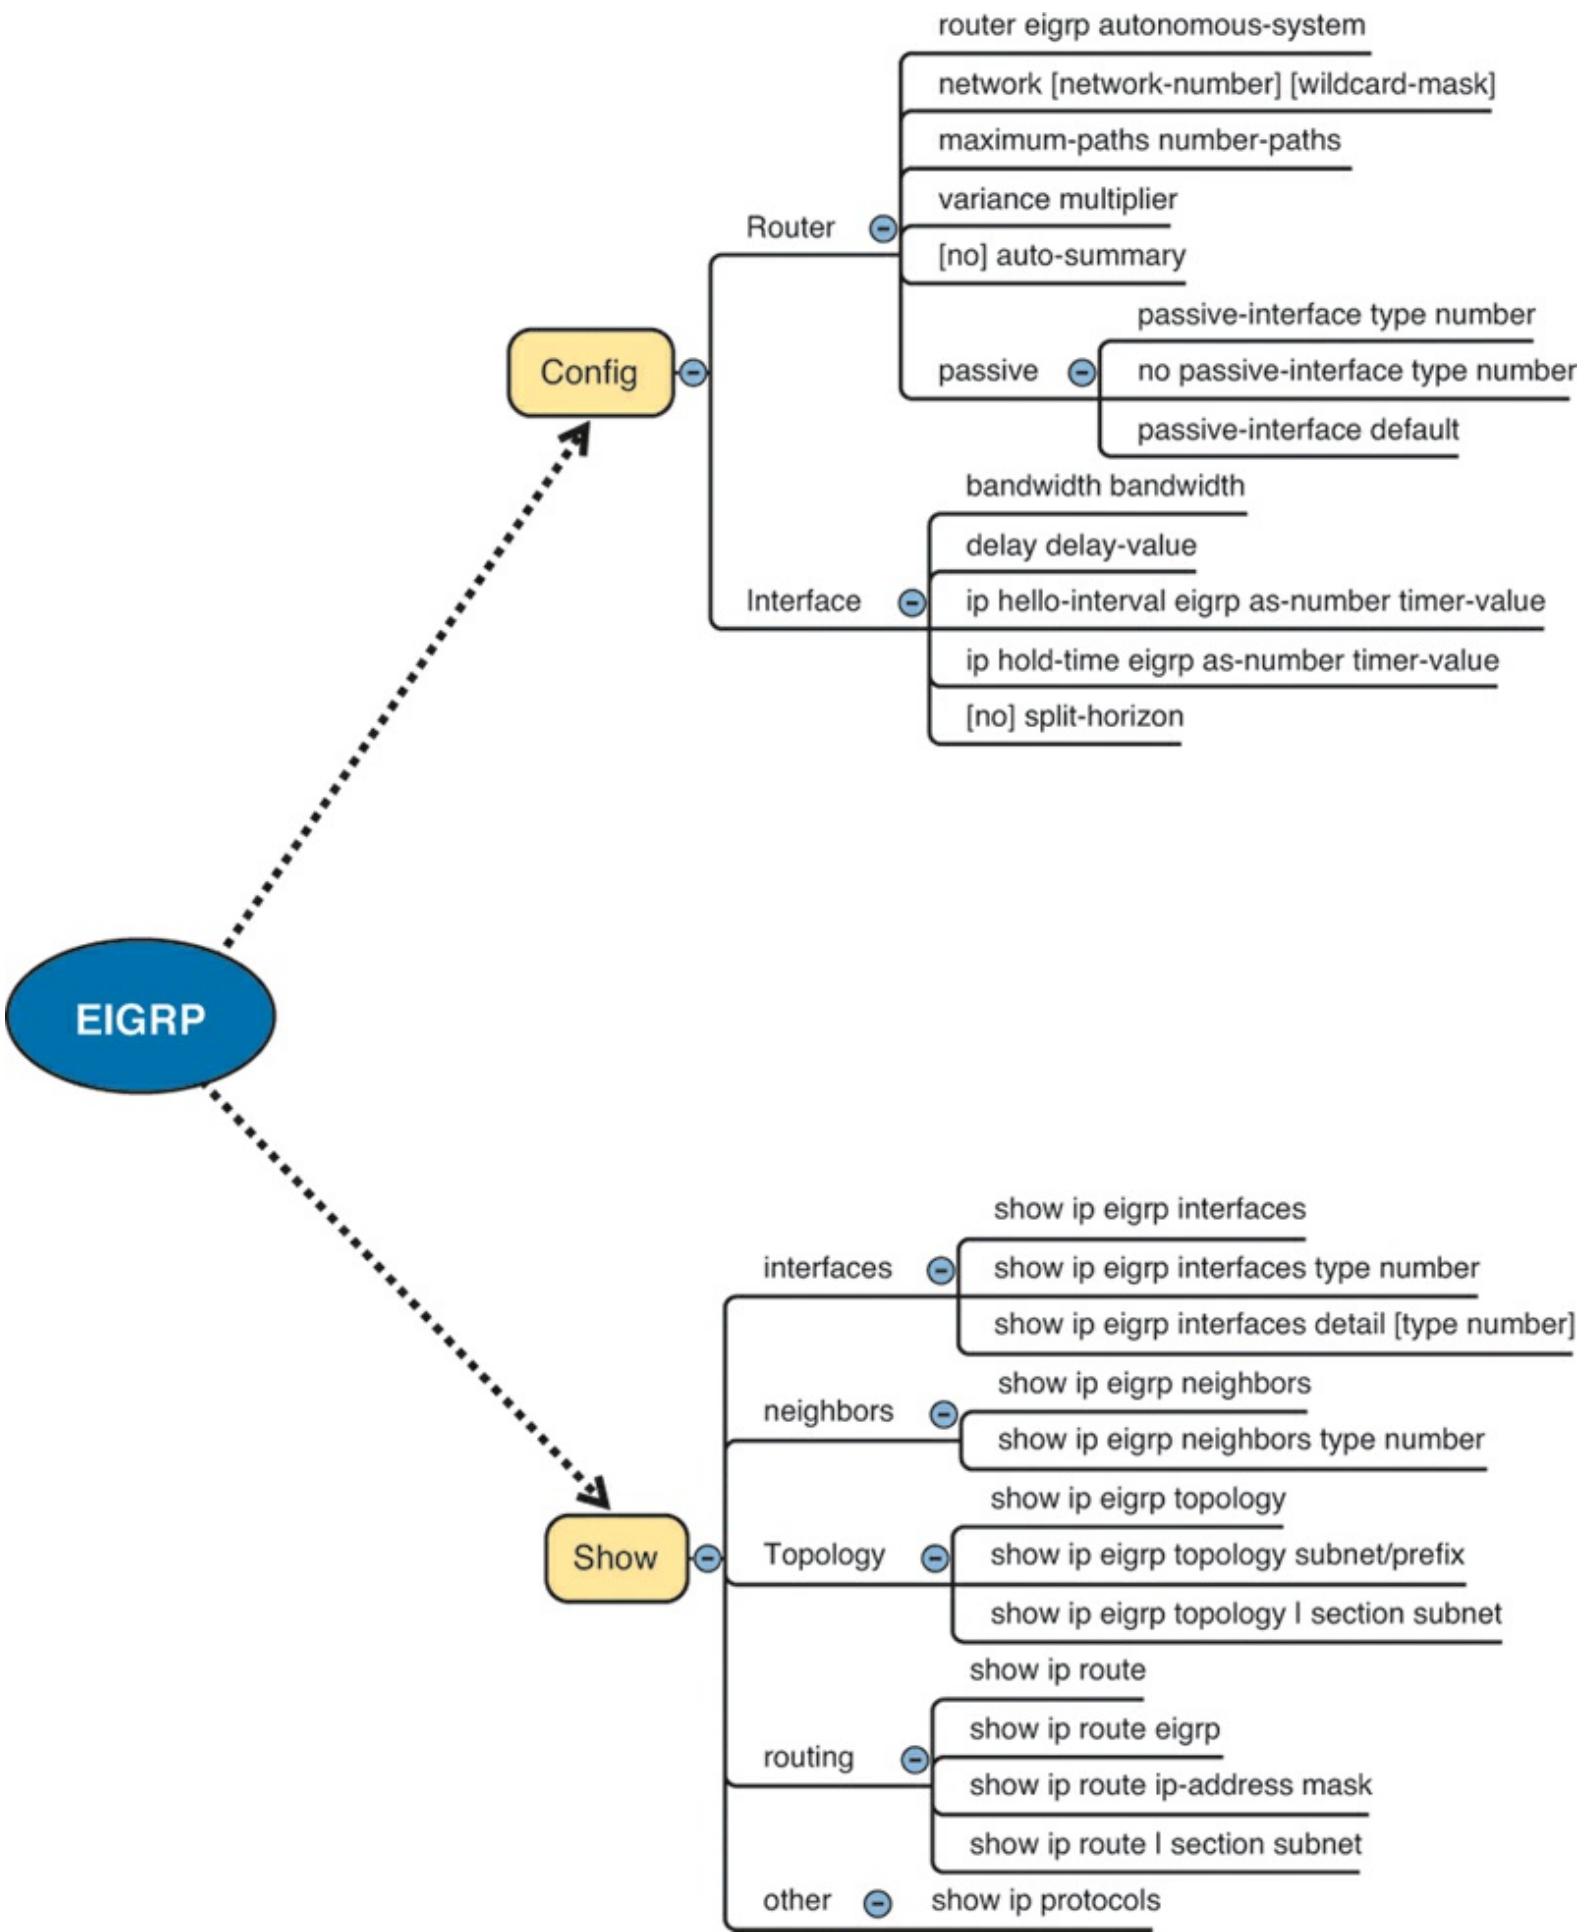 router eigrp autonomous-system
network [network-number] [wildcard-mask]
maximum-paths number-paths
variance multiplier
Router
[no] auto-summary
passive-interface type number
Config
passive
no passive-interface type number
passive-interface default
bandwidth bandwidth
delay delay-value
Interface
ip hello-interval eigrp as-number timer-value
ip hold-time eigrp as-number timer-value
[no] split-horizon
EIGRP
show ip eigrp interfaces
interfaces
show ip eigrp interfaces type number
show ip eigrp interfaces detail [type number]
show ip eigrp neighbors
neighbors
show ip eigrp neighbors type number
show ip eigrp topology
Show
Topology
show ip eigrp topology subnet/prefix
show ip eigrp topology | section subnet
show ip route
show ip route eigrp
routing
show ip route ip-address mask
show ip route | section subnet
other
show ip protocols